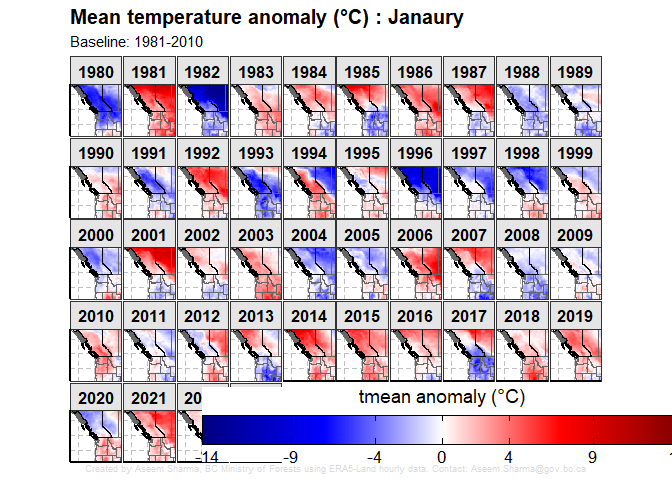 Mean temperature anomaly (°C) : Janaury
Baseline: 1981-2010
1980 1981 1982 1983 1984 1985 1986 1987 1988 1989
1990 1991 1992 1993 1994 1995 1996 1997 1998 1999
2000 2001 2002 2003 2004 2005 2006 2007 2008 2009
2010 2011 2012 2013 2014 2015 2016 2017 2018 2019
2020 2021 20
tmean anomaly (°C)
-14 -9 -4 0 4 9 1
Created by Aseem Sharma, BC Ministry of Forests using ERA5-Land hourly data. Contact: Aseem.Sharma@gov.bc.ca